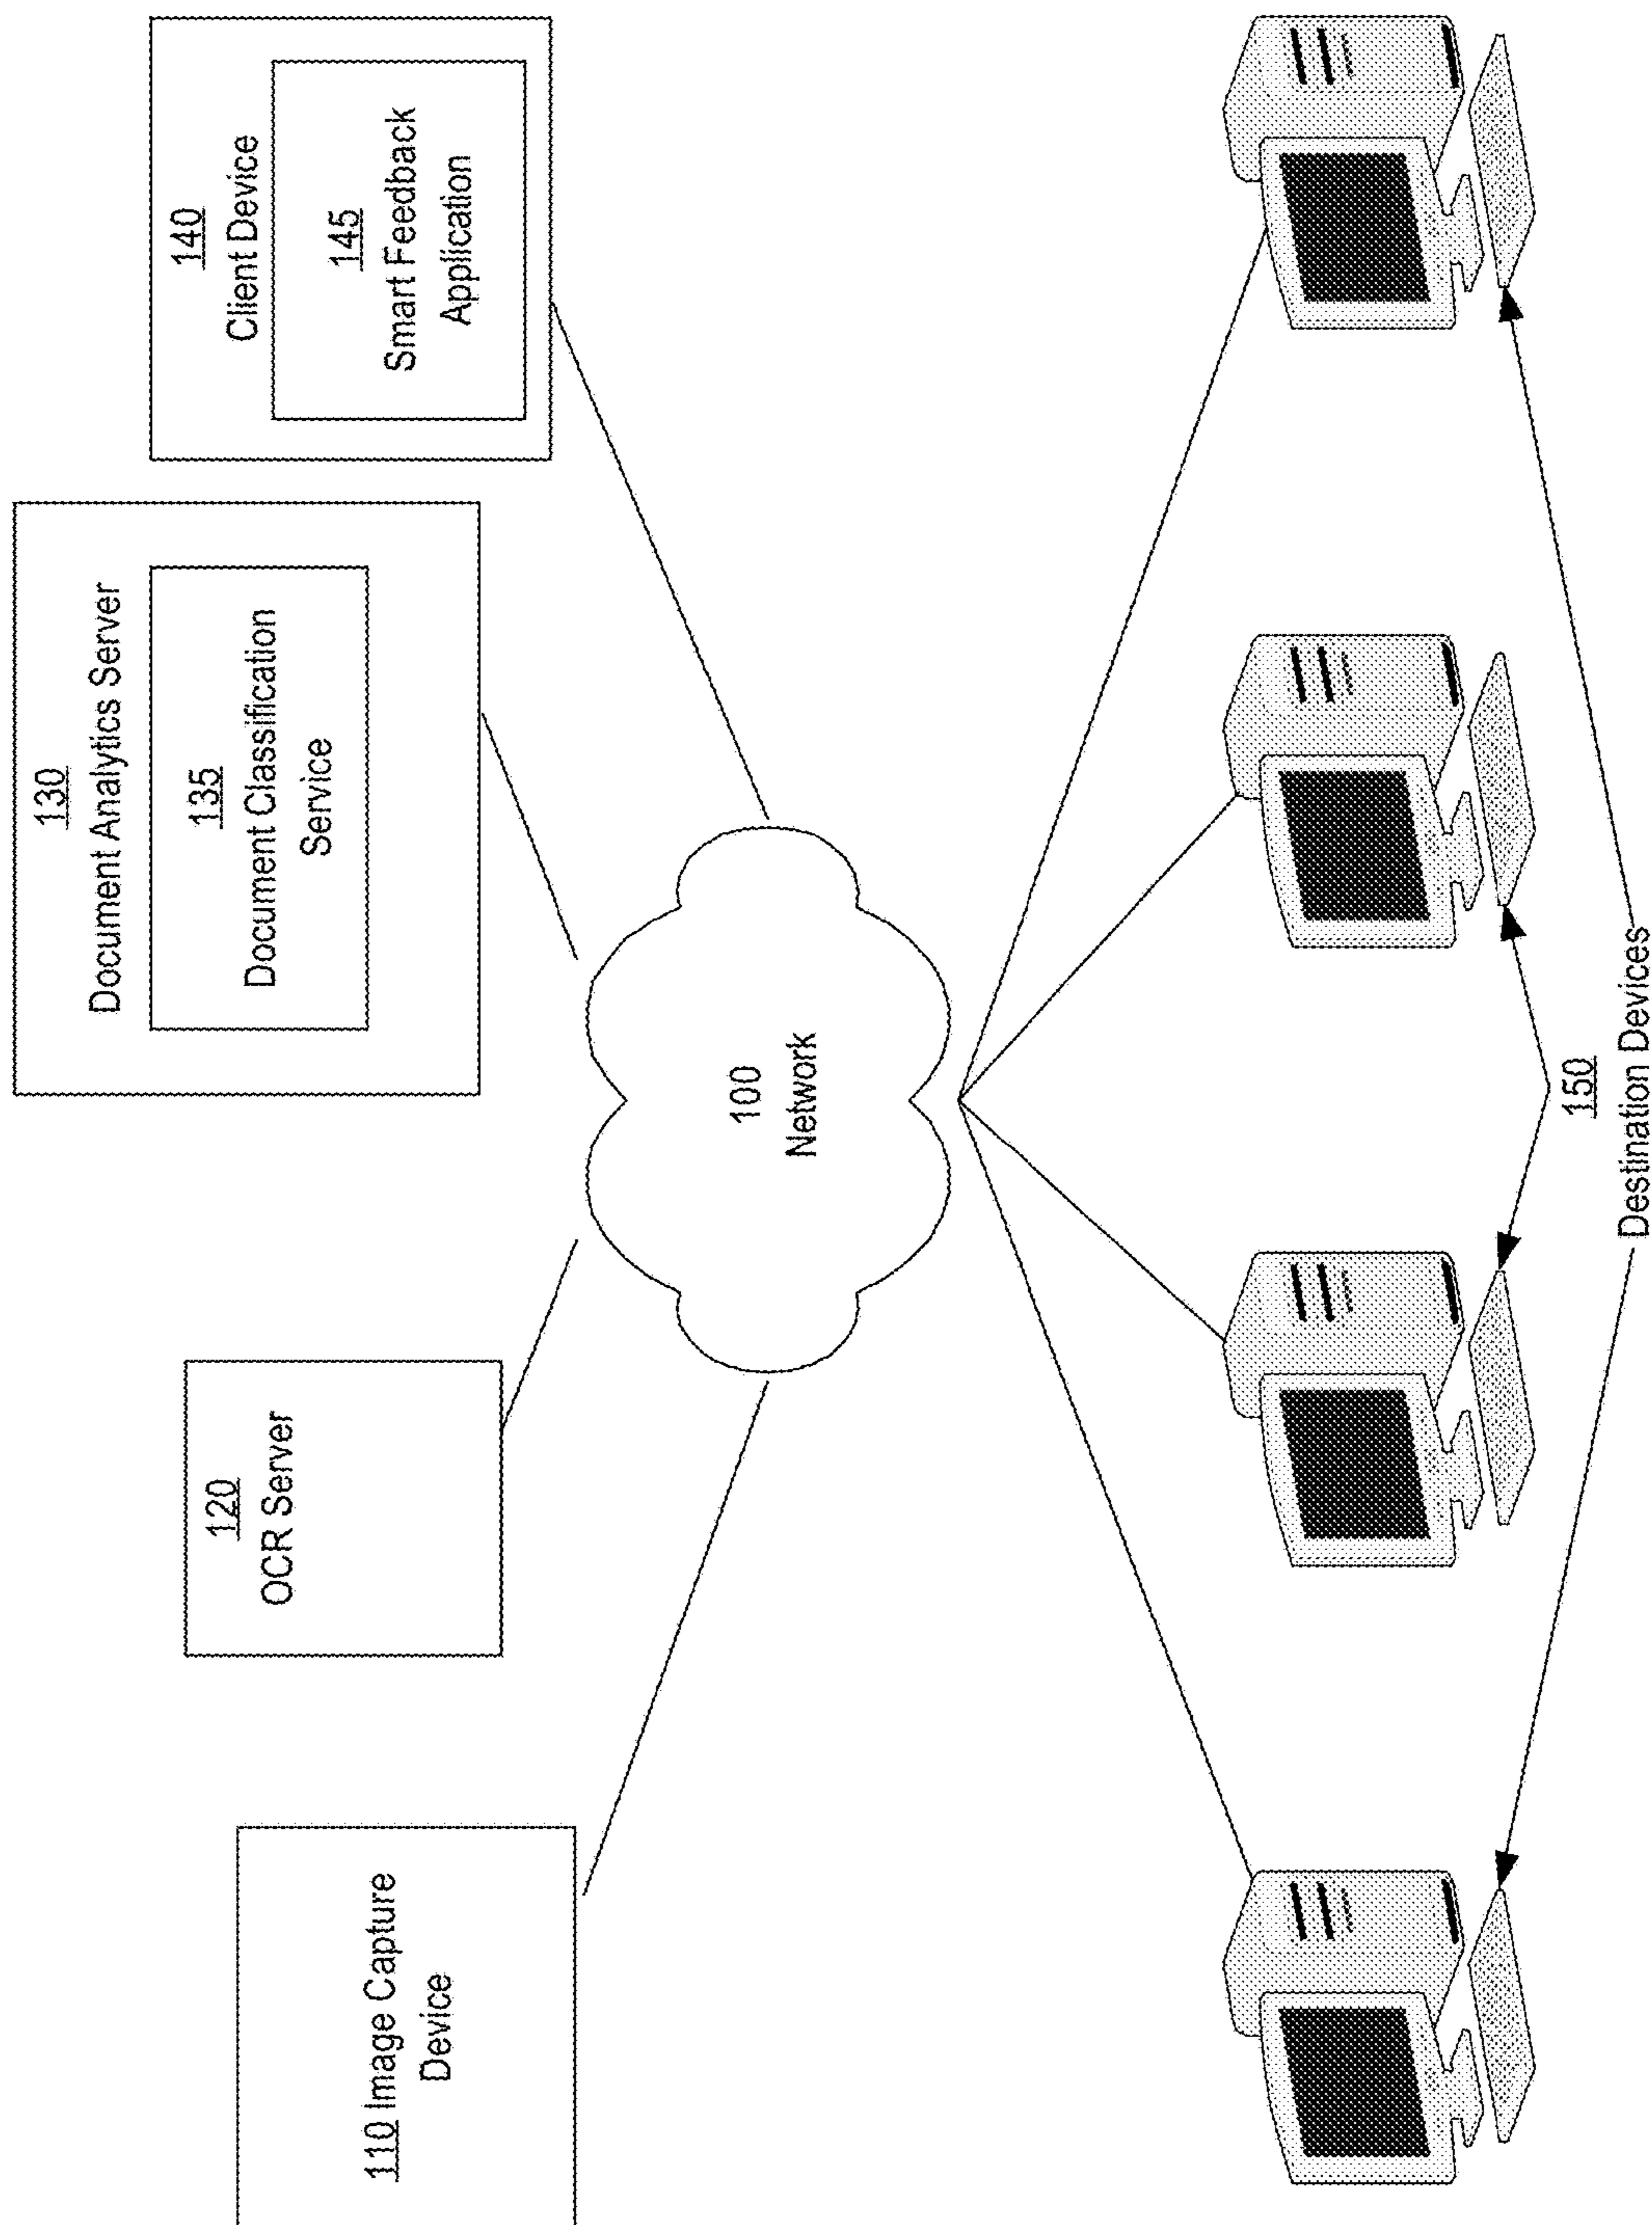 110 Image Capture
Device
120
OCR Server
130
Document Analytics Server
135
Document Classification
Service
140
Client Device
145
Smart Feedback
Application
100
Network
150
Destination Devices